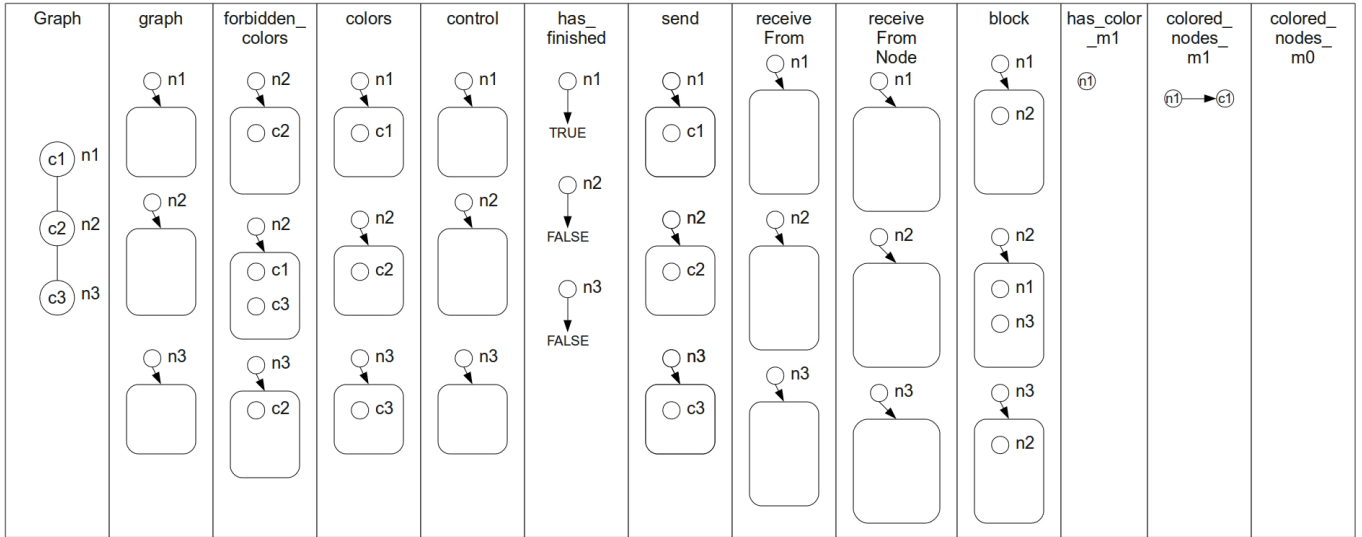 Graph
c1 n1
c2 n2
c3 n3
graph
n1
n2
n3
forbidden_
colors
n2
c2
n2
c1
c3
n3
c2
colors
n1
c1
n2
c2
n3
c3
control
n1
n2
n3
has_
finished
n1
TRUE
n2
FALSE
n3
FALSE
send
n1
c1
n2
c2
n3
c3
receive
From
n1
n2
n3
receive
From
Node
n1
n2
n3
block
n1
n2
n2
n1
n3
n3
n2
has_color
_m1
n1
colored_
nodes_
m1
n1 c1
colored_
nodes_
m0